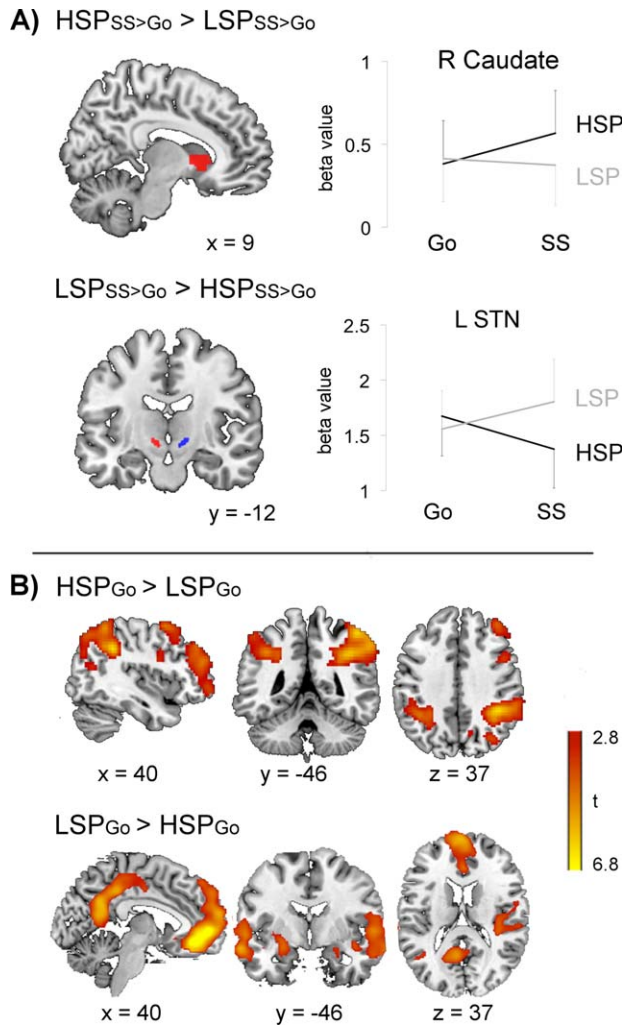 A) HSPSS>Go > LSPSS>Go
R Caudate
beta value
1
0.5
0
HSP
LSP
Go SS
x = 9
LSPSS>Go > HSPSS>Go
L STN
beta value
2.5
2
1.5
1
LSP
HSP
Go SS
y = -12
B) HSPGo > LSPGo
x = 40 y = -46 z = 37
2.8
t
6.8
LSPGo > HSPGo
x = 40 y = -46 z = 37